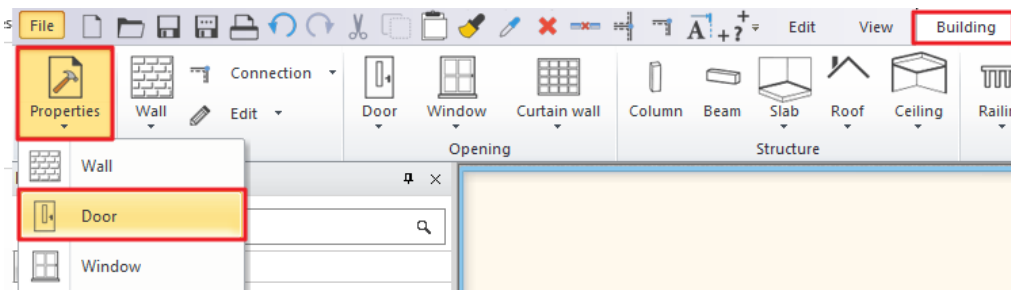 File Edit View Building
Properties Wall Connection Edit Door Window Curtain wall Column Beam Slab Roof Ceiling
Opening Structure
Wall
Door
Window